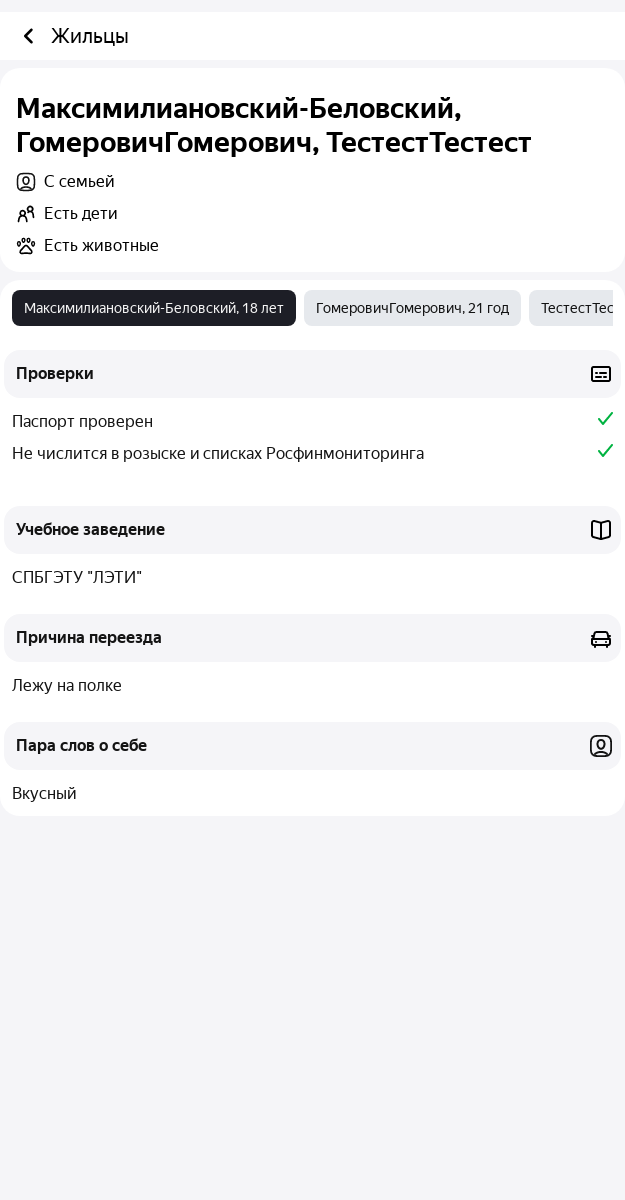 Жильцы
Максимилиановский-Беловский,
ГомеровичГомерович, ТестестТестест
С семьей
Есть дети
Есть животные
Максимилиановский-Беловский, 18 лет
ГомеровичГомерович, 21 год
ТестестТес
Проверки
Паспорт проверен
Не числится в розыске и списках Росфинмониторинга
Учебное заведение
СПБГЭТУ "ЛЭТИ"
Причина переезда
Лежу на полке
Пара слов о себе
Вкусный